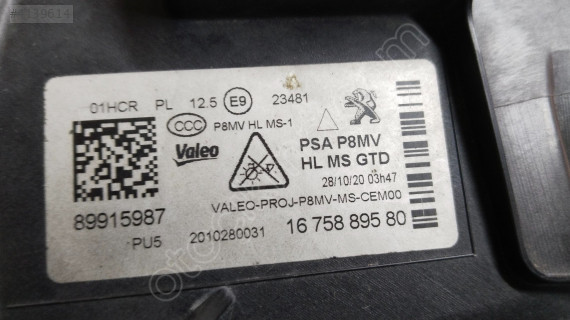 #1139614
01HCR PL 12.5 E9 23481
CCC P8MV HL MS-1
Valeo
PSA P8MV
HL MS GTD
28/10/20 03h47
VALEO-PROJ-P8MV-MS-CEM00
89915987
PU5 2010280031 16 758 895 80